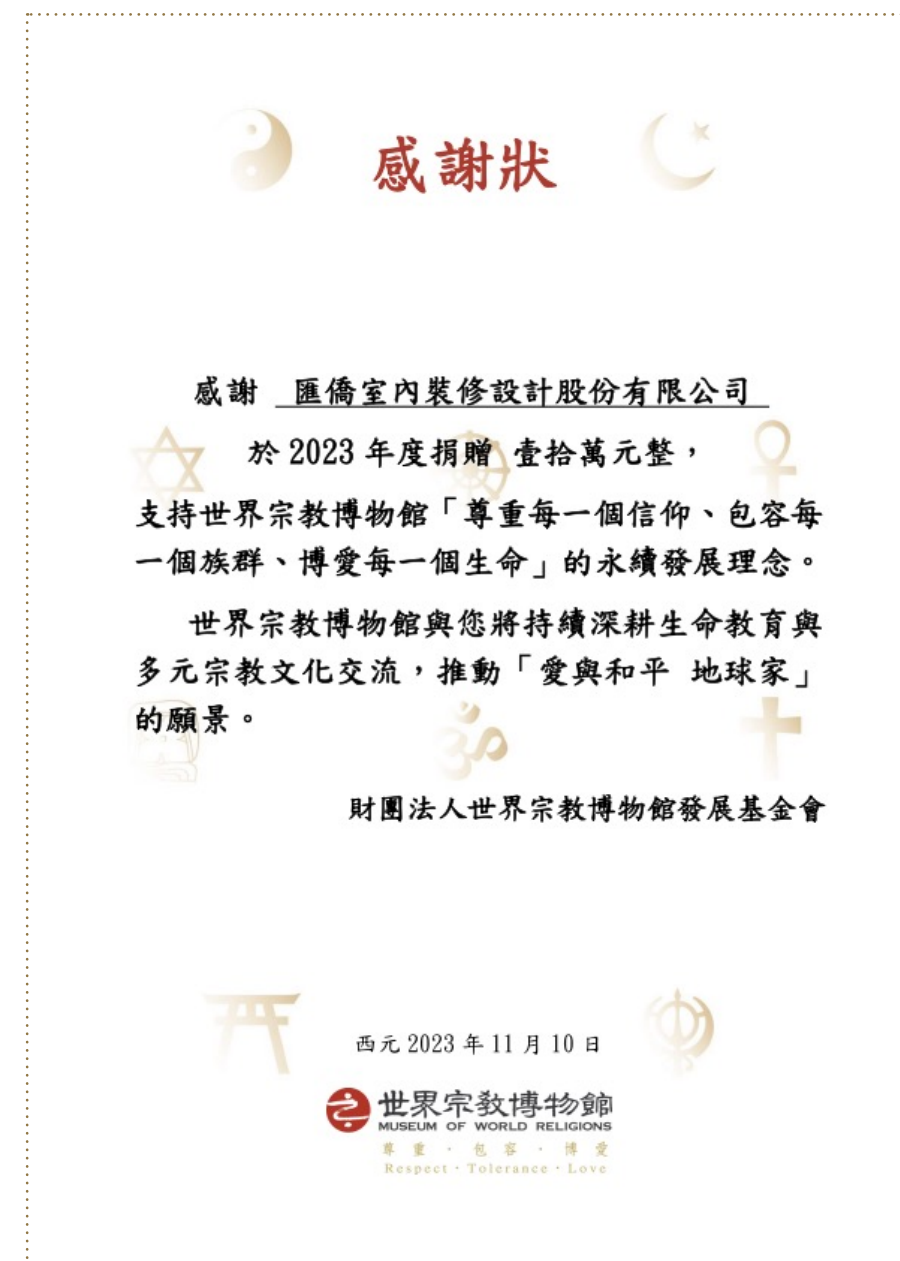 感謝狀
感謝 匯僑室內裝修設計股份有限公司
於 2023 年度捐贈 壹拾萬元整，
支持世界宗教博物館「尊重每一個信仰、包容每
一個族群、博愛每一個生命」的永續發展理念。
世界宗教博物館與您將持續深耕生命教育與
多元宗教文化交流，推動「愛與和平 地球家」
的願景。
財團法人世界宗教博物館發展基金會
西元 2023 年 11 月 10 日
世界宗教博物館
MUSEUM OF WORLD RELIGIONS
尊重・包容・博愛
Respect・Tolerance・Love